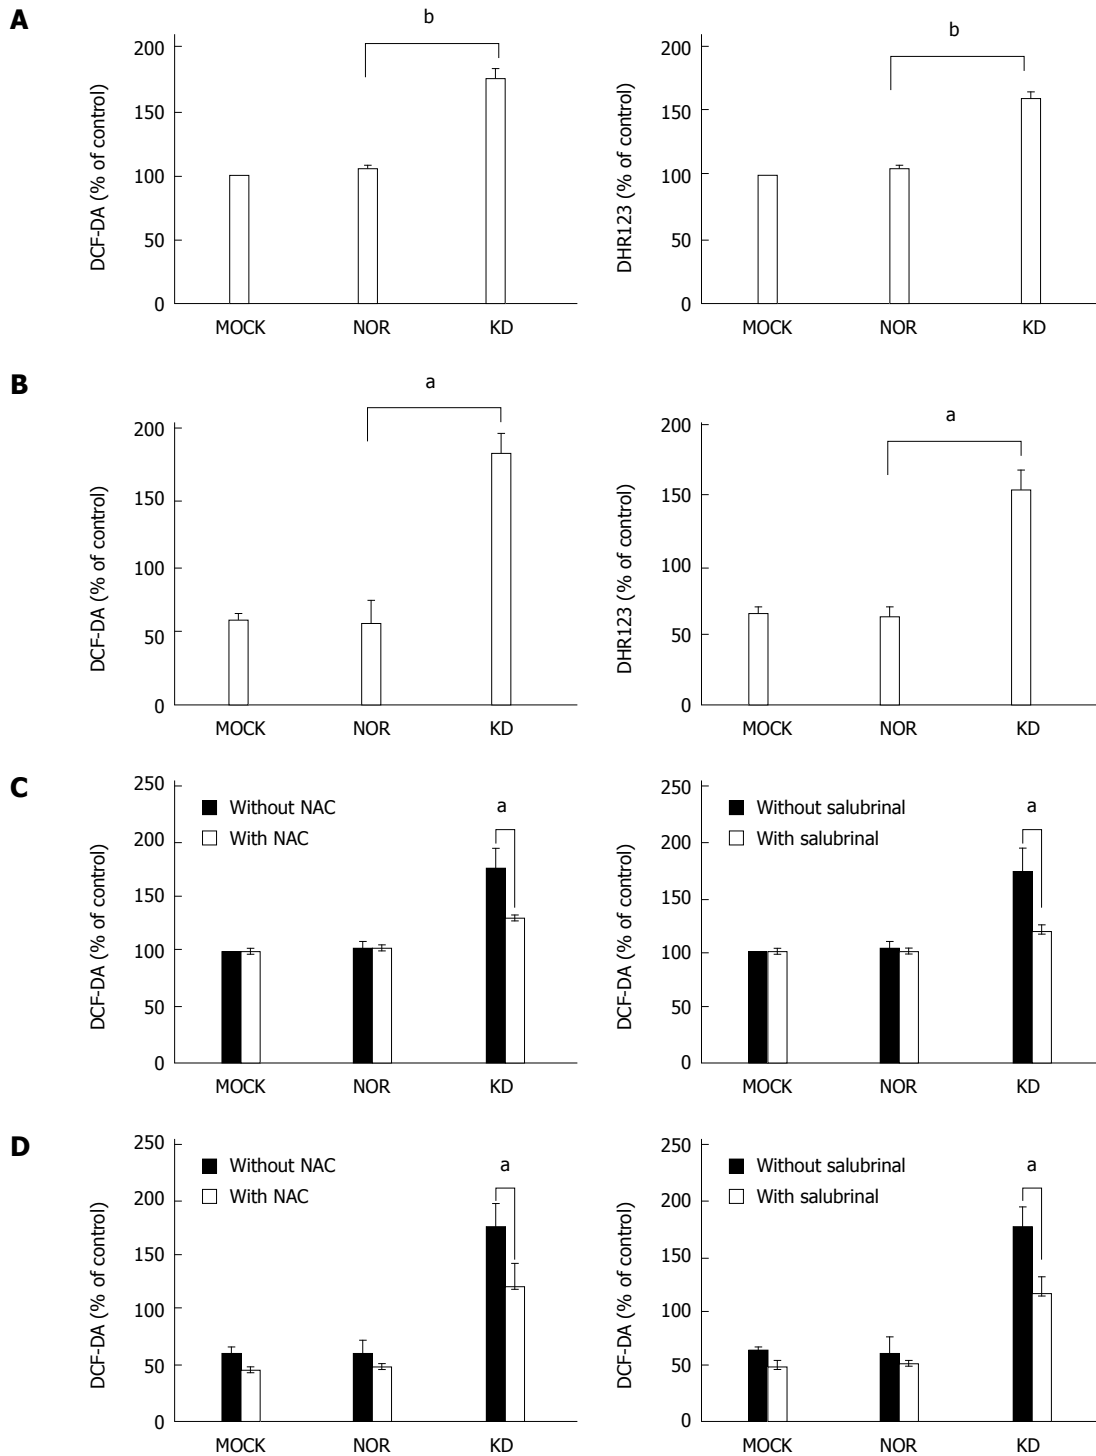 A
DCF-DA (% of control)
200
150
100
50
0
b
MOCK NOR KD
DHR123 (% of control)
200
150
100
50
0
b
MOCK NOR KD
B
DCF-DA (% of control)
200
150
100
50
0
a
MOCK NOR KD
DHR123 (% of control)
200
150
100
50
0
a
MOCK NOR KD
C
DCF-DA (% of control)
250
200
150
100
50
0
Without NAC
With NAC
a
MOCK NOR KD
DCF-DA (% of control)
250
200
150
100
50
0
Without salubrinal
With salubrinal
a
MOCK NOR KD
D
DCF-DA (% of control)
250
200
150
100
50
0
Without NAC
With NAC
a
MOCK NOR KD
DCF-DA (% of control)
250
200
150
100
50
0
Without salubrinal
With salubrinal
a
MOCK NOR KD